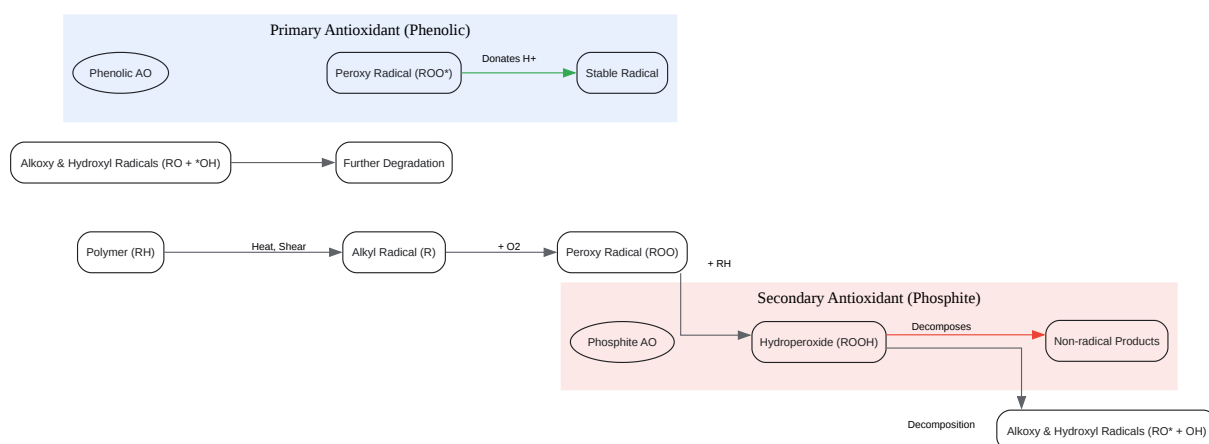 Primary Antioxidant (Phenolic)
Phenolic AO
Peroxy Radical (ROO*)
Donates H+
Stable Radical
Alkoxy & Hydroxyl Radicals (RO + *OH)
Further Degradation
Polymer (RH)
Heat, Shear
Alkyl Radical (R)
+ O2
Peroxy Radical (ROO)
+ RH
Secondary Antioxidant (Phosphite)
Phosphite AO
Hydroperoxide (ROOH)
Decomposes
Non-radical Products
Decomposition
Alkoxy & Hydroxyl Radicals (RO* + OH)